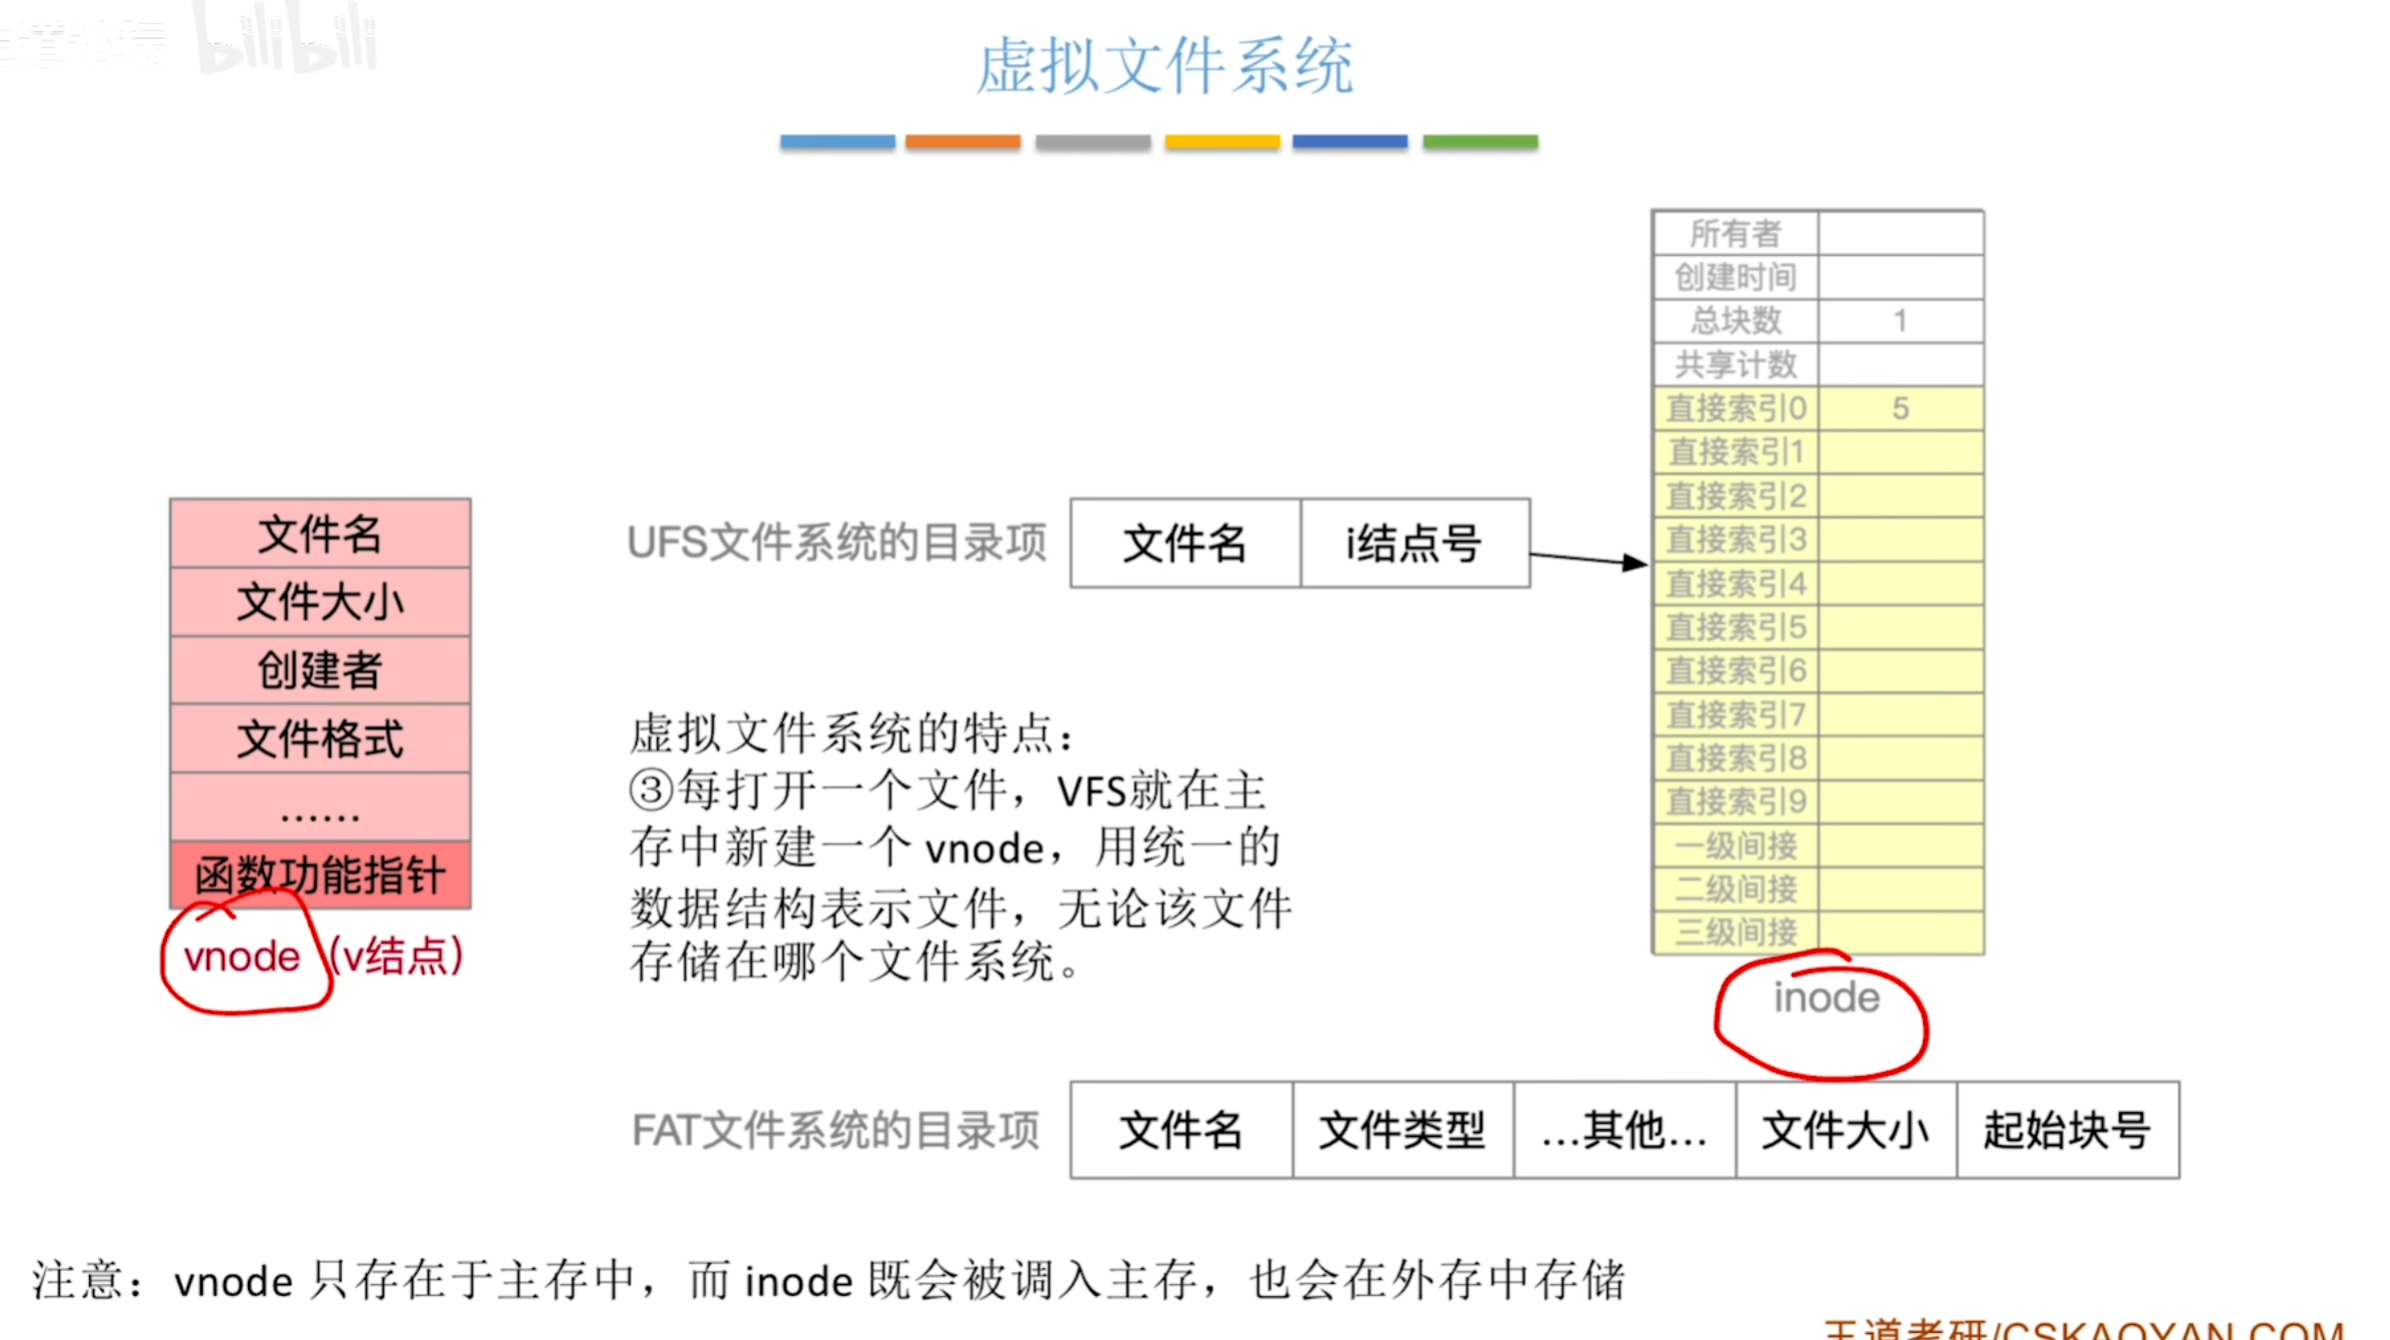 bilibili
虚拟文件系统
所有者
创建时间
总块数 1
共享计数
直接索引0 5
直接索引1
直接索引2
直接索引3
直接索引4
直接索引5
直接索引6
直接索引7
直接索引8
直接索引9
一级间接
二级间接
三级间接
inode
文件名
文件大小
创建者
文件格式
……
函数功能指针
vnode (v结点)
UFS文件系统的目录项 文件名 i结点号
虚拟文件系统的特点：
③每打开一个文件，VFS就在主
存中新建一个 vnode，用统一的
数据结构表示文件，无论该文件
存储在哪个文件系统。
FAT文件系统的目录项 文件名 文件类型 …其他… 文件大小 起始块号
注意：vnode 只存在于主存中，而 inode 既会被调入主存，也会在外存中存储
王道考研/CSKAOYAN.COM